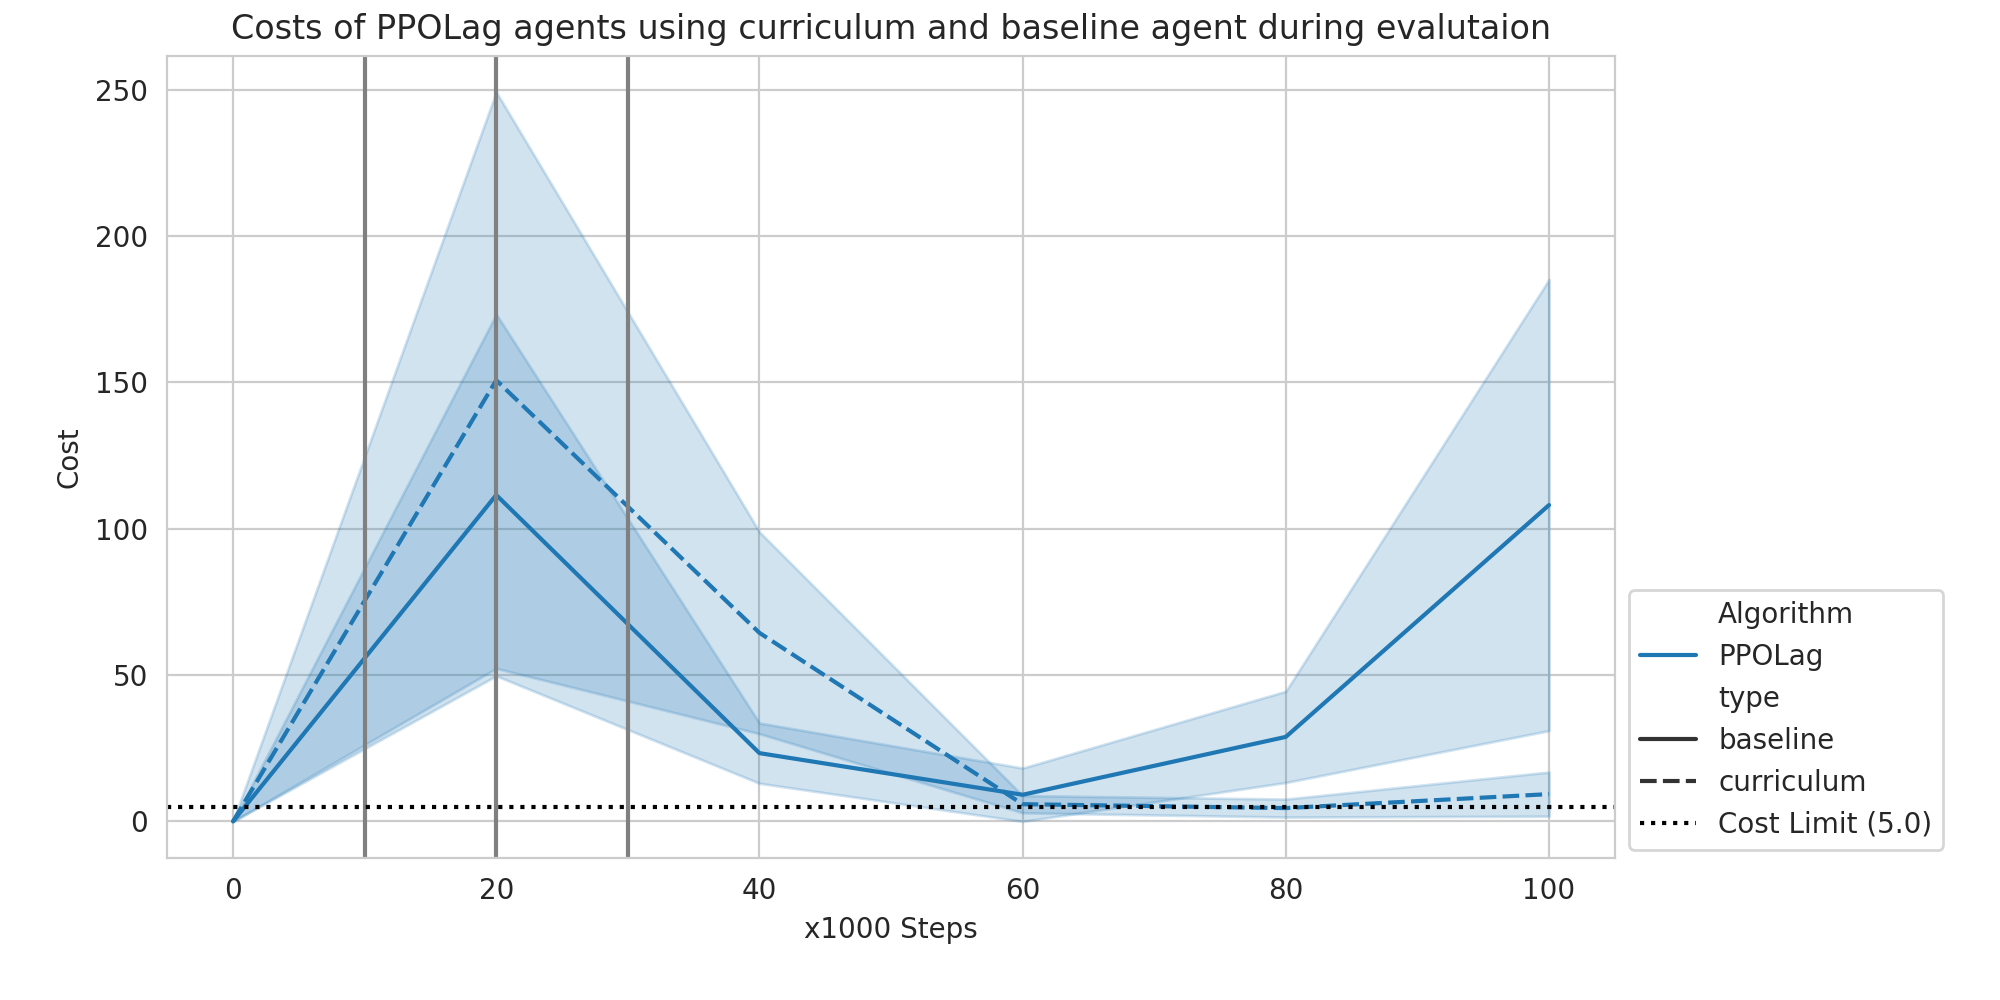 Costs of PPOLag agents using curriculum and baseline agent during evalutaion
250
200
150
100
50
0
Cost
0 20 40 60 80 100
x1000 Steps
Algorithm
PPOLag
type
baseline
curriculum
Cost Limit (5.0)